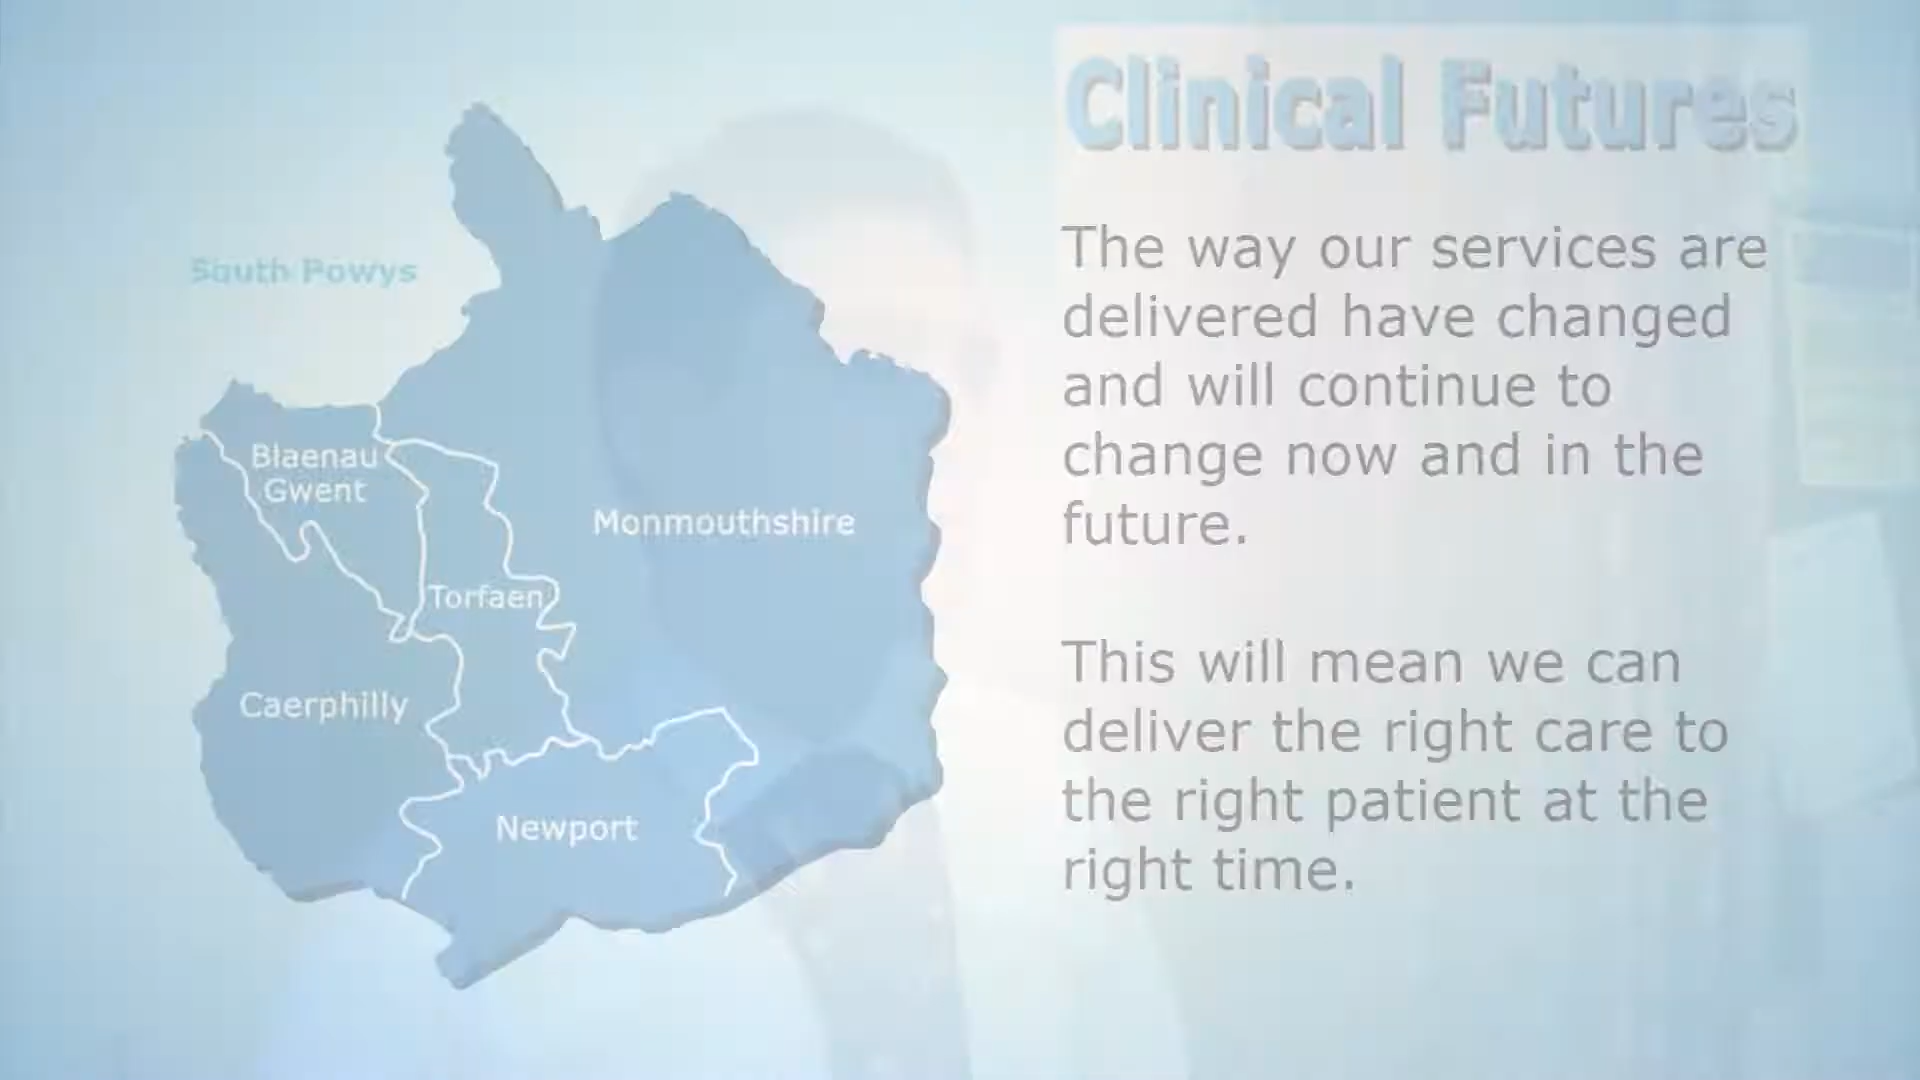 Clinical Futures
The way our services are
delivered have changed
and will continue to
change now and in the
future.
This will mean we can
deliver the right care to
the right patient at the
right time.
South Powys
Blaenau
Gwent
Monmouthshire
Torfaen
Caerphilly
Newport